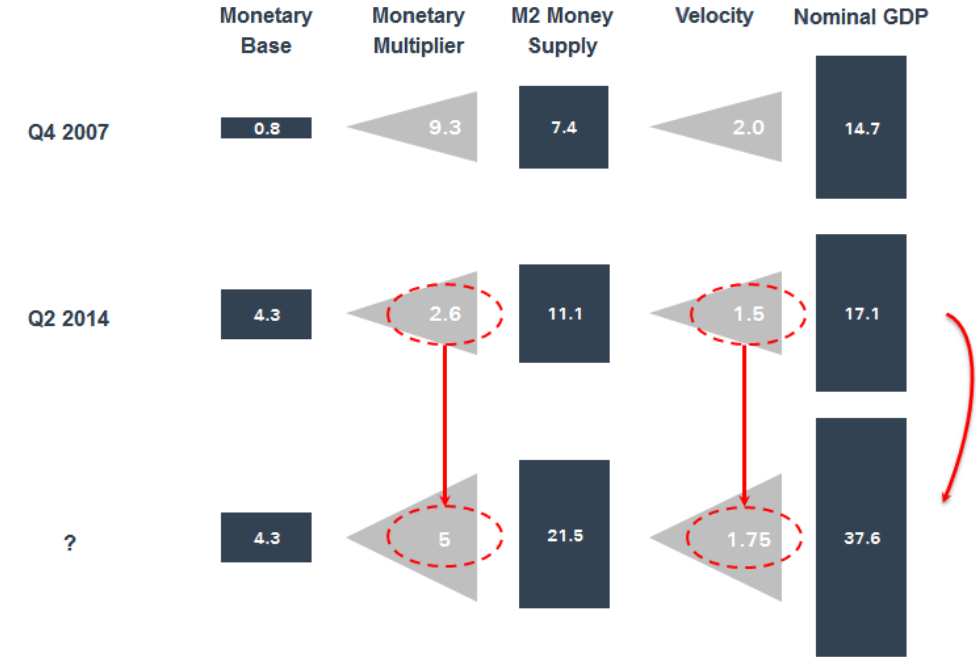 Monetary Base
Monetary Multiplier
M2 Money Supply
Velocity
Nominal GDP
Q4 2007
0.8
9.3
7.4
2.0
14.7
Q2 2014
4.3
2.6
11.1
1.5
17.1
?
4.3
5
21.5
1.75
37.6